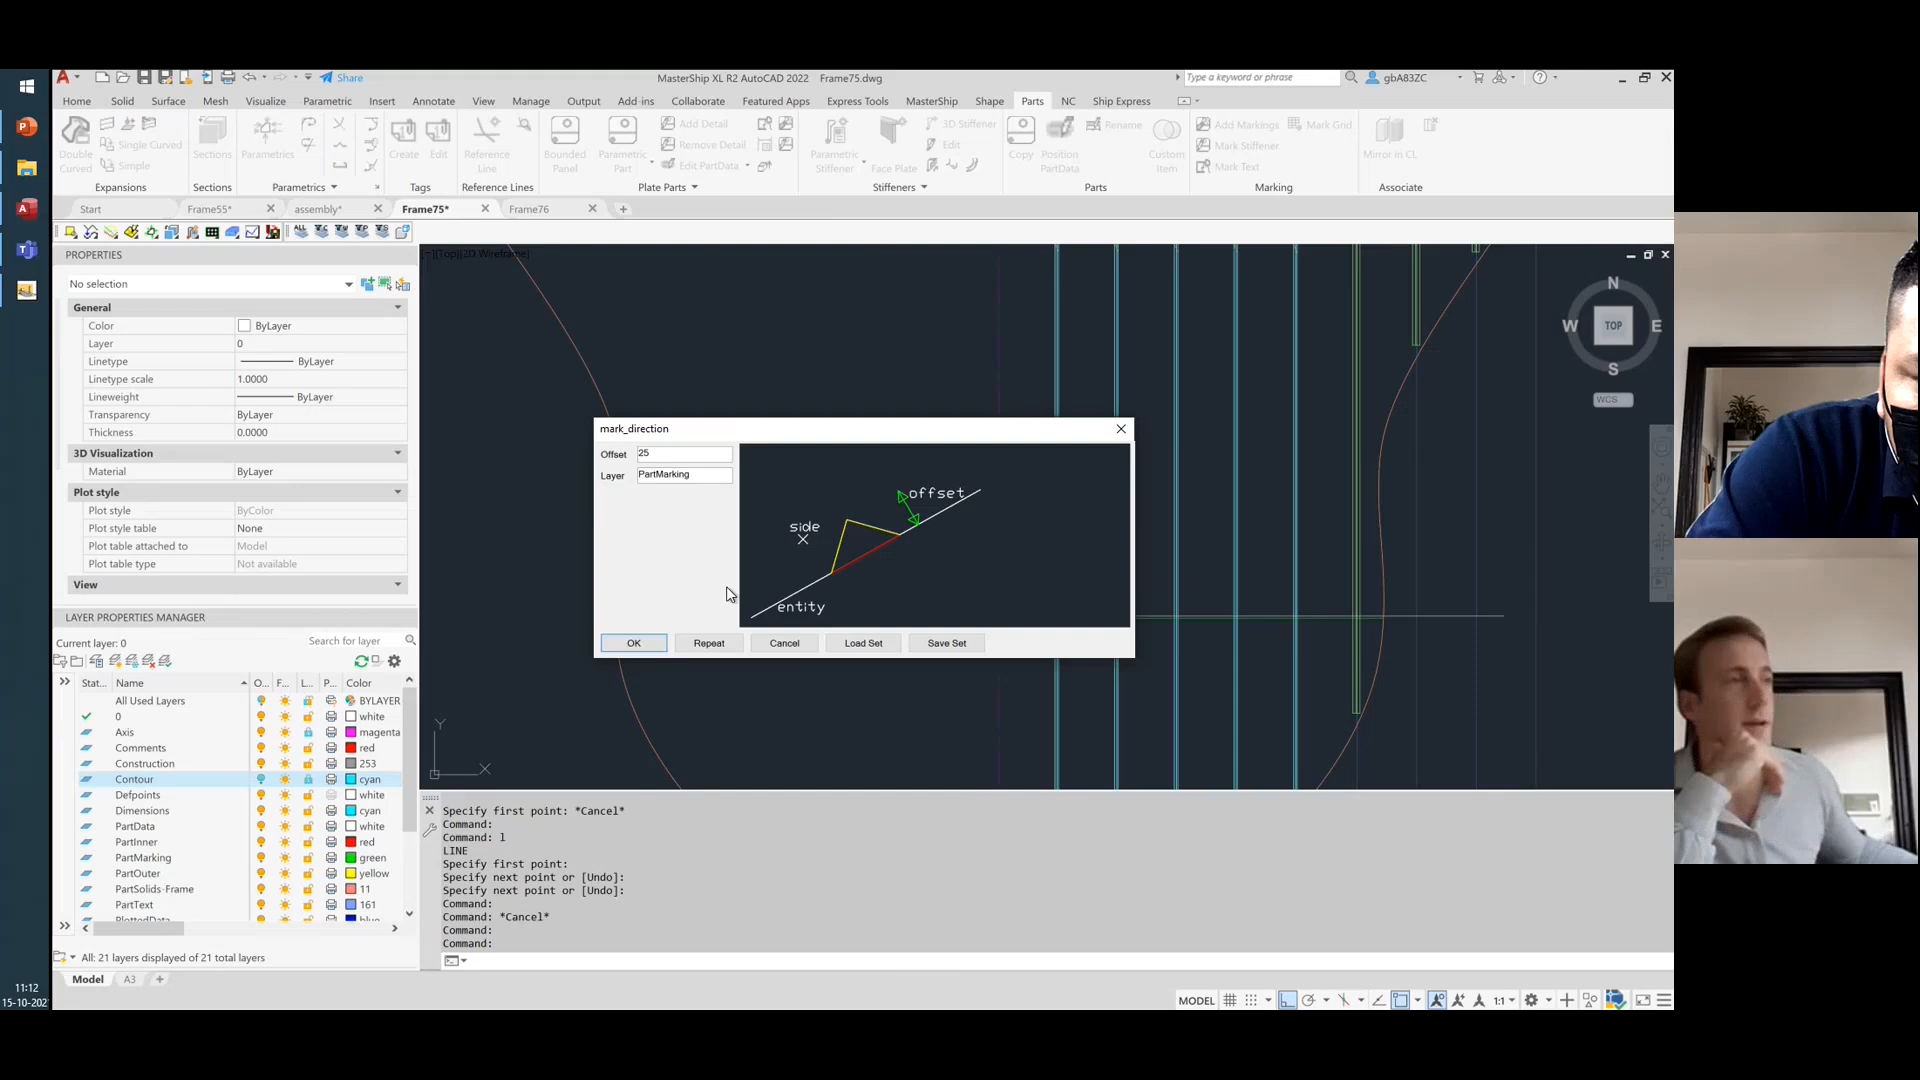 Share
MasterShip XL R2 AutoCAD 2022 Frame75.dwg
Type a keyword or phrase
gbA83ZC
Home Solid Surface Mesh Visualize Parametric Insert Annotate View Manage Output Add-ins Collaborate Featured Apps Express Tools MasterShip Shape Parts NC Ship Express
Double Curved
Single Curved
Simple
Sections
Parametrics
Create
Edit
Reference Line
Bounded Panel
Parametric Part
Add Detail
Remove Detail
Edit PartData
Parametric Stiffener
Face Plate
3D Stiffener
Edit
Copy
Position PartData
Rename
Custom Item
Add Markings
Mark Grid
Mark Stiffener
Mark Text
Mirror in CL
Expansions Sections Parametrics Tags Reference Lines Plate Parts Stiffeners Parts Marking Associate
Start Frame55* assembly* Frame75* Frame76
PROPERTIES
No selection
General
Color ByLayer
Layer 0
Linetype ByLayer
Linetype scale 1.0000
Lineweight ByLayer
Transparency ByLayer
Thickness 0.0000
3D Visualization
Material ByLayer
Plot style
Plot style ByColor
Plot style table None
Plot table attached to Model
Plot table type Not available
View
LAYER PROPERTIES MANAGER
Current layer: 0
Search for layer
Stat... Name O... F... L... P... Color
All Used Layers BYLAYER
0 white
Axis magenta
Comments red
Construction 253
Contour cyan
Defpoints white
Dimensions cyan
PartData white
PartInner red
PartMarking green
PartOuter yellow
PartSolids-Frame 11
PartText 161
PlottedData blue
All: 21 layers displayed of 21 total layers
Model A3
[−][Top][2D Wireframe]
N
W TOP E
S
WCS
Y
X
mark_direction
Offset 25
Layer PartMarking
offset
side
entity
OK Repeat Cancel Load Set Save Set
Specify first point: *Cancel*
Command:
Command: l
LINE
Specify first point:
Specify next point or [Undo]:
Specify next point or [Undo]:
Command:
Command: *Cancel*
Command:
Command:
MODEL
1:1
11:12
15-10-202